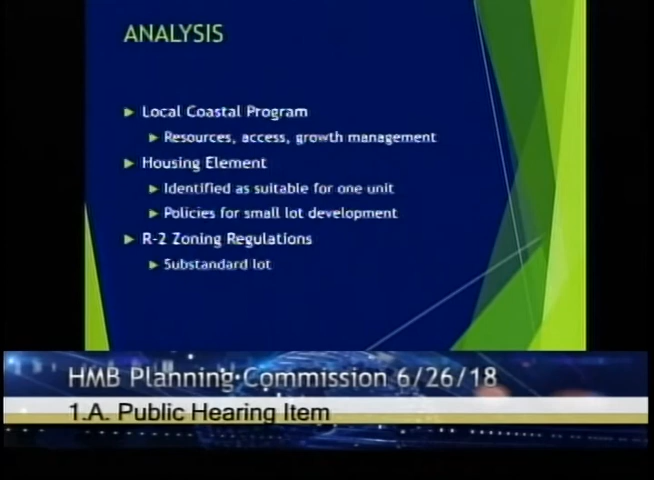 ANALYSIS
Local Coastal Program
Resources, access, growth management
Housing Element
Identified as suitable for one unit
Policies for small lot development
R-2 Zoning Regulations
Substandard lot
HMB Planning Commission 6/26/18
1.A. Public Hearing Item